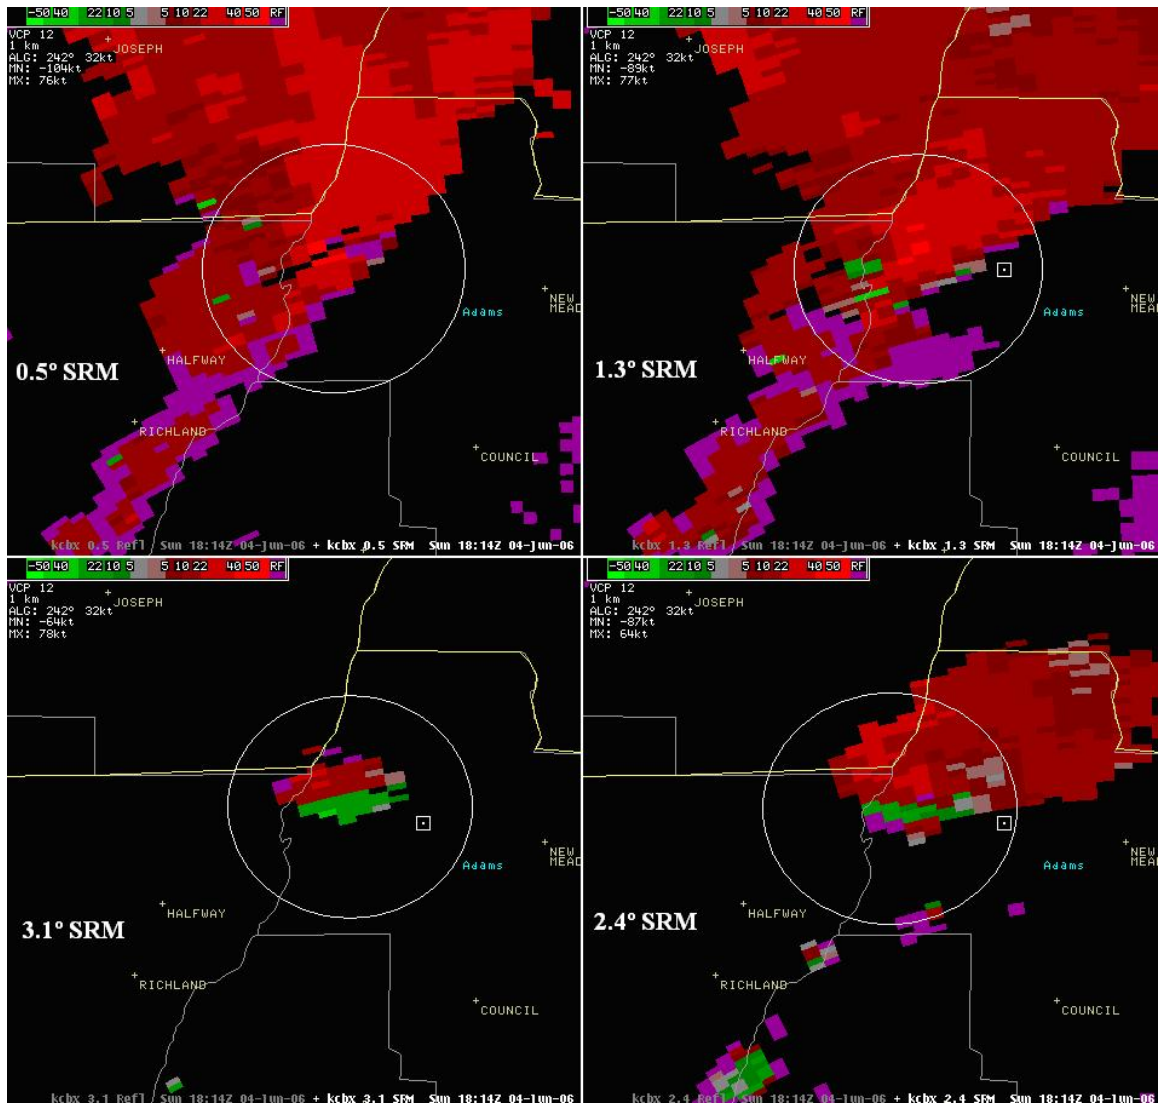 -50 40 22 10 5 5 10 22 40 50 RF
VCP 12
1 km
ALG: 242° 32kt
MN: -104kt
MX: 76kt
JOSEPH
Adams
NEW
MEAD
HALFWAY
0.5º SRM
RICHLAND
COUNCIL
kcbx 0.5 Refl Sun 18:14Z 04-Jun-06 + kcbx 0.5 SRM Sun 18:14Z 04-Jun-06
-50 40 22 10 5 5 10 22 40 50 RF
VCP 12
1 km
ALG: 242° 32kt
MN: -89kt
MX: 77kt
JOSEPH
Adams
NEW
MEA
HALFWAY
1.3º SRM
RICHLAND
COUNCIL
kcbx 1.3 Refl Sun 18:14Z 04-Jun-06 + kcbx 1.3 SRM Sun 18:14Z 04-Jun-06
-50 40 22 10 5 5 10 22 40 50 RF
VCP 12
1 km
ALG: 242° 32kt
MN: -64kt
MX: 78kt
JOSEPH
Adams
NEW
MEAD
HALFWAY
3.1º SRM
RICHLAND
COUNCIL
kcbx 3.1 Refl Sun 18:14Z 04-Jun-06 + kcbx 3.1 SRM Sun 18:14Z 04-Jun-06
-50 40 22 10 5 5 10 22 40 50 RF
VCP 12
1 km
ALG: 242° 32kt
MN: -87kt
MX: 64kt
JOSEPH
Adams
NEW
MEA
HALFWAY
2.4º SRM
RICHLAND
COUNCIL
kcbx 2.4 Refl Sun 18:14Z 04-Jun-06 + kcbx 2.4 SRM Sun 18:14Z 04-Jun-06